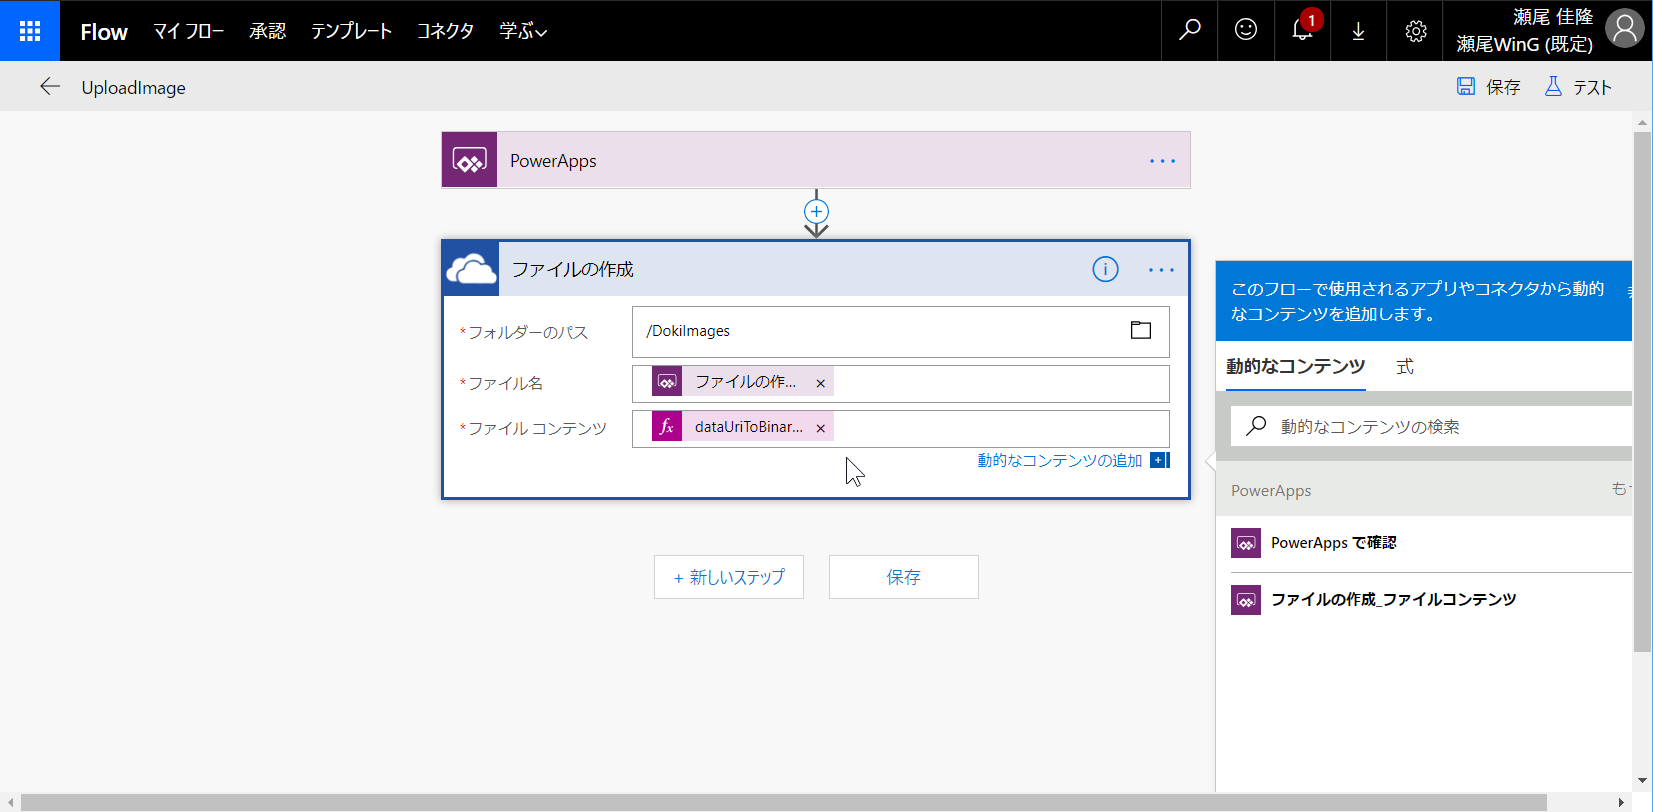 Flow マイ フロー 承認 テンプレート コネクタ 学ぶ 1 瀬尾 佳隆
瀬尾WinG (既定)
UploadImage 保存 テスト
PowerApps
ファイルの作成
*フォルダーのパス /DokiImages
*ファイル名 ファイルの作... ×
*ファイル コンテンツ fx dataUriToBinar... ×
動的なコンテンツの追加
+ 新しいステップ 保存
このフローで使用されるアプリやコネクタから動的
なコンテンツを追加します。
動的なコンテンツ 式
動的なコンテンツの検索
PowerApps も
PowerApps で確認
ファイルの作成_ファイルコンテンツ